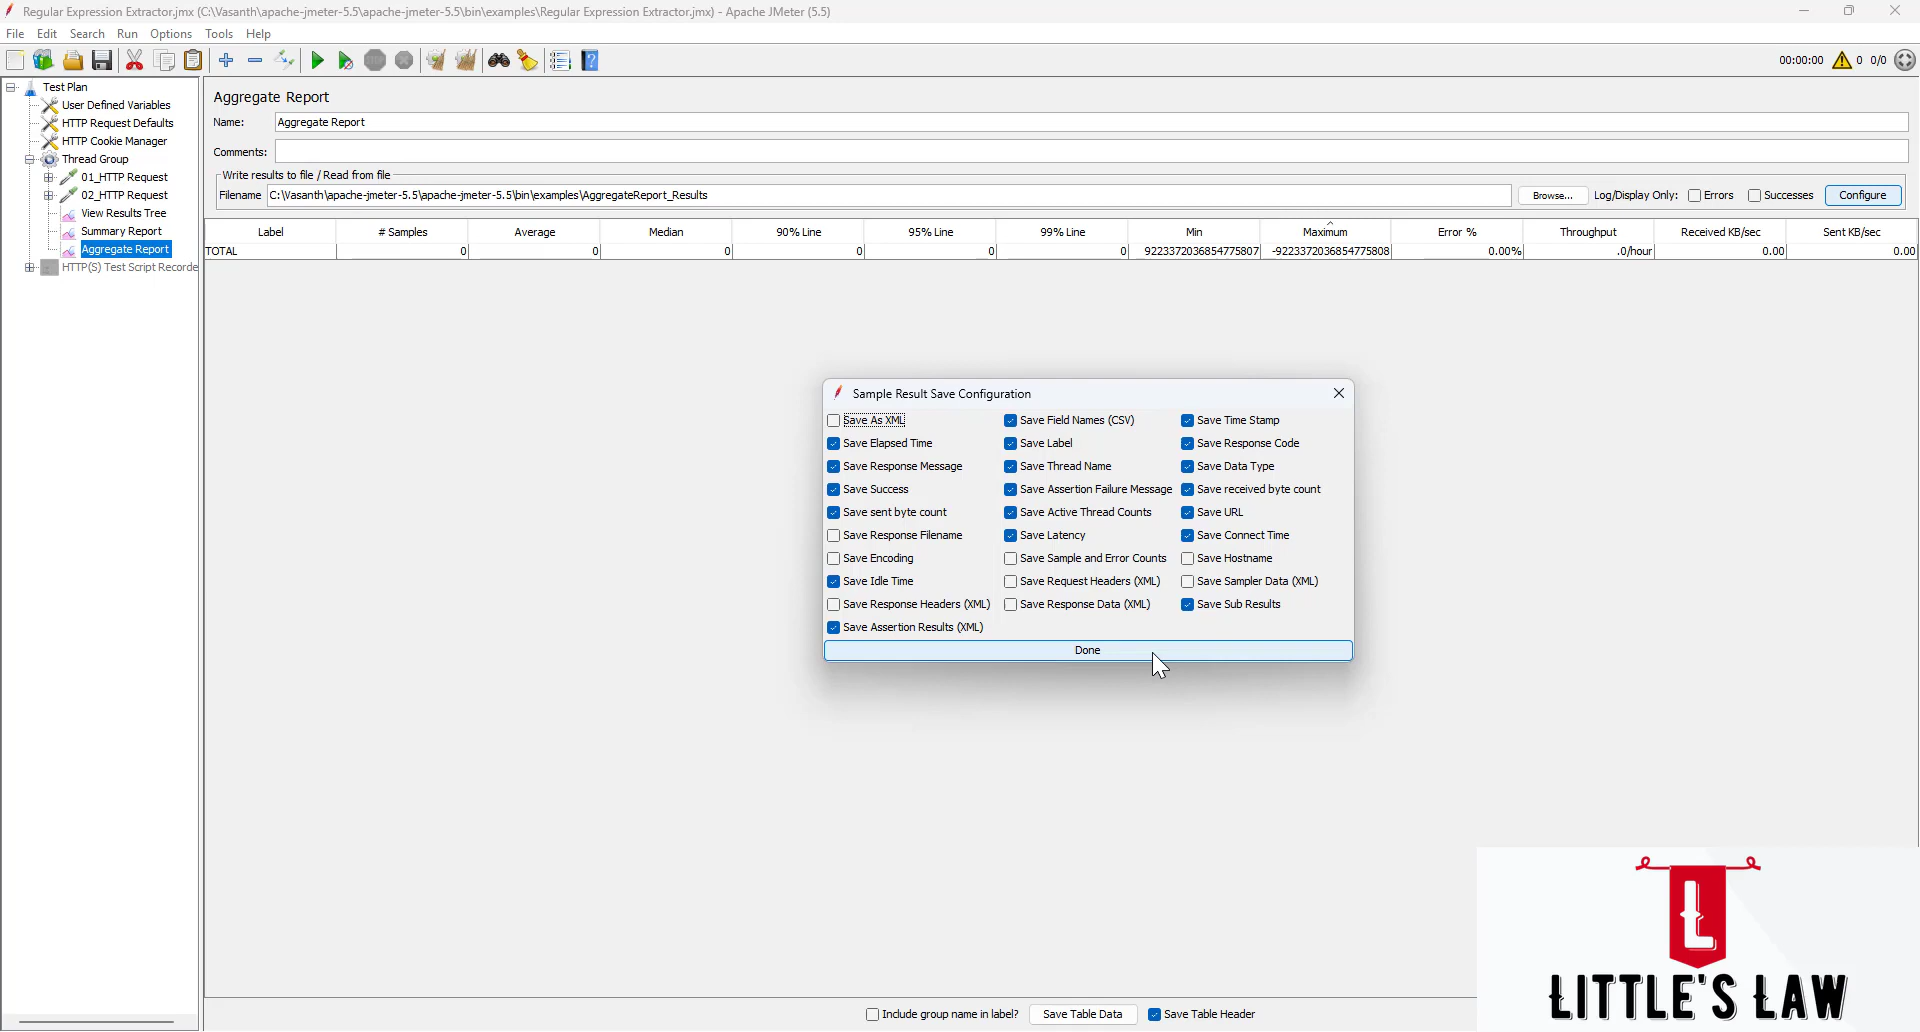 Regular Expression Extractor.jmx (C:\Vasanth\apache-jmeter-5.5\apache-jmeter-5.5\bin\examples\Regular Expression Extractor.jmx) - Apache JMeter (5.5)
File Edit Search Run Options Tools Help
00:00:00 0 0/0
Test Plan
User Defined Variables
HTTP Request Defaults
HTTP Cookie Manager
Thread Group
01_HTTP Request
02_HTTP Request
View Results Tree
Summary Report
Aggregate Report
HTTP(S) Test Script Recorde
Aggregate Report
Name: Aggregate Report
Comments:
Write results to file / Read from file
Filename C:\Vasanth\apache-jmeter-5.5\apache-jmeter-5.5\bin\examples\AggregateReport_Results Browse... Log/Display Only: Errors Successes Configure
Label # Samples Average Median 90% Line 95% Line 99% Line Min Maximum Error % Throughput Received KB/sec Sent KB/sec
TOTAL 0 0 0 0 0 0 9223372036854775807 -9223372036854775808 0.00% .0/hour 0.00 0.00
Sample Result Save Configuration
Save As XML Save Field Names (CSV) Save Time Stamp
Save Elapsed Time Save Label Save Response Code
Save Response Message Save Thread Name Save Data Type
Save Success Save Assertion Failure Message Save received byte count
Save sent byte count Save Active Thread Counts Save URL
Save Response Filename Save Latency Save Connect Time
Save Encoding Save Sample and Error Counts Save Hostname
Save Idle Time Save Request Headers (XML) Save Sampler Data (XML)
Save Response Headers (XML) Save Response Data (XML) Save Sub Results
Save Assertion Results (XML)
Done
Include group name in label? Save Table Data Save Table Header
L
LITTLE'S LAW